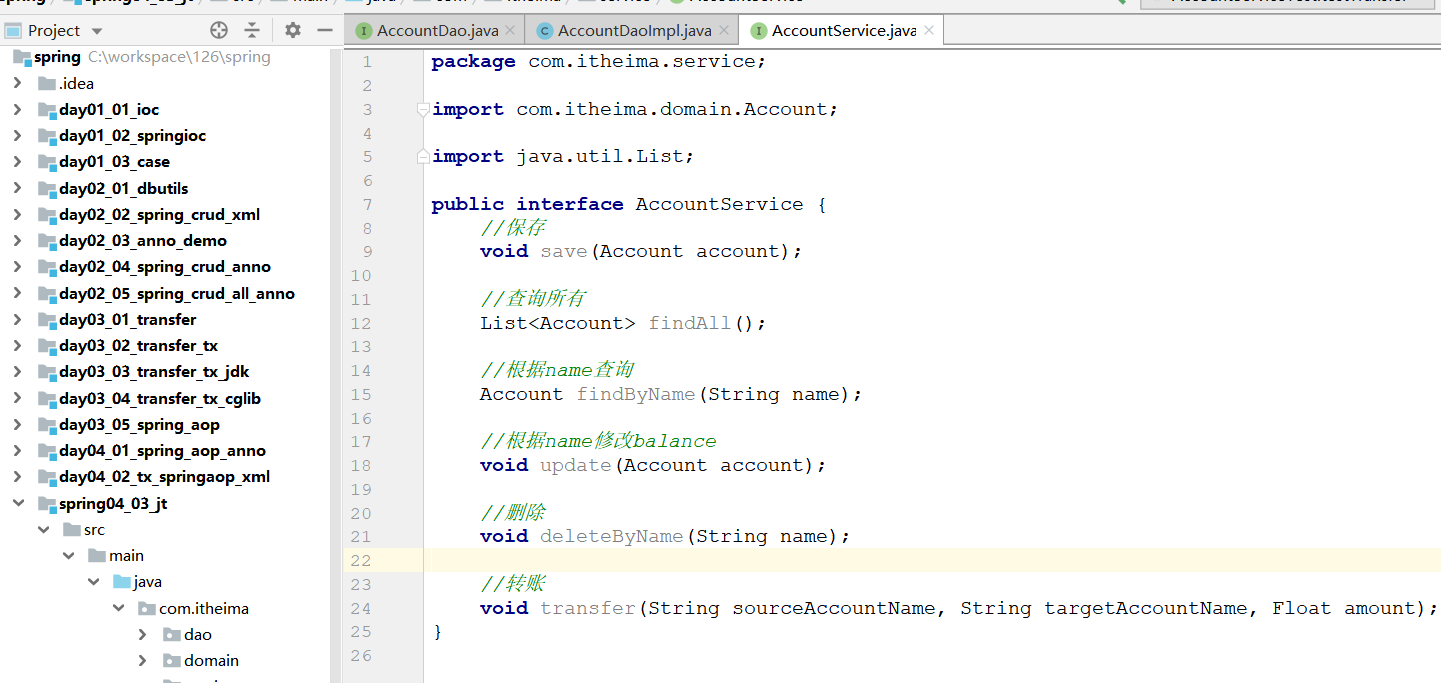 Project
AccountDao.java
AccountDaoImpl.java
AccountService.java
spring C:\workspace\126\spring
.idea
day01_01_ioc
day01_02_springioc
day01_03_case
day02_01_dbutils
day02_02_spring_crud_xml
day02_03_anno_demo
day02_04_spring_crud_anno
day02_05_spring_crud_all_anno
day03_01_transfer
day03_02_transfer_tx
day03_03_transfer_tx_jdk
day03_04_transfer_tx_cglib
day03_05_spring_aop
day04_01_spring_aop_anno
day04_02_tx_springaop_xml
spring04_03_jt
src
main
java
com.itheima
dao
domain
1 package com.itheima.service;
2
3 import com.itheima.domain.Account;
4
5 import java.util.List;
6
7 public interface AccountService {
8 //保存
9 void save(Account account);
10
11 //查询所有
12 List<Account> findAll();
13
14 //根据name查询
15 Account findByName(String name);
16
17 //根据name修改balance
18 void update(Account account);
19
20 //删除
21 void deleteByName(String name);
22
23 //转账
24 void transfer(String sourceAccountName, String targetAccountName, Float amount);
25 }
26